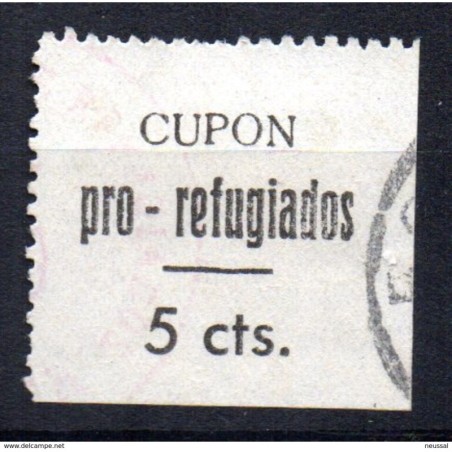 CUPON
pro - refugiados
5 cts.
© www.delcampe.net
neussal